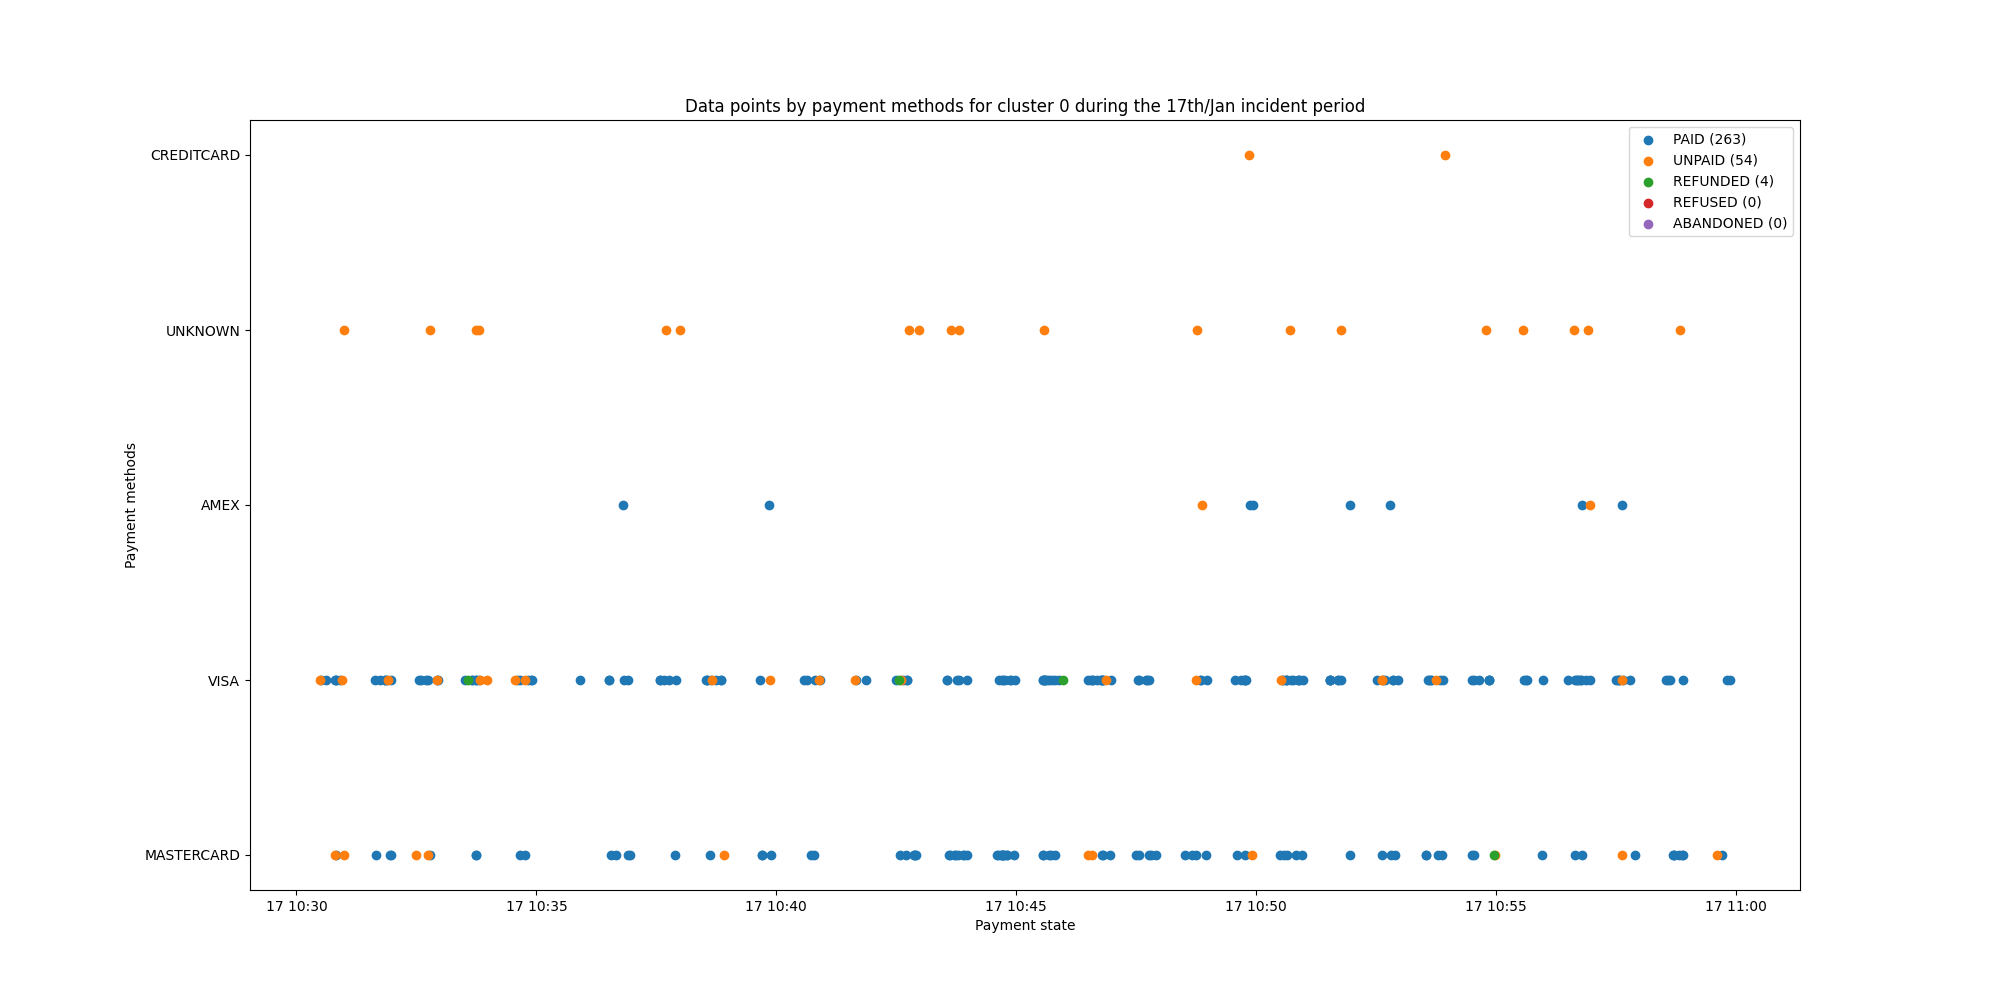 Data points by payment methods for cluster 0 during the 17th/Jan incident period
PAID (263)
UNPAID (54)
REFUNDED (4)
REFUSED (0)
ABANDONED (0)
Payment methods
CREDITCARD
UNKNOWN
AMEX
VISA
MASTERCARD
17 10:30 17 10:35 17 10:40 17 10:45 17 10:50 17 10:55 17 11:00
Payment state